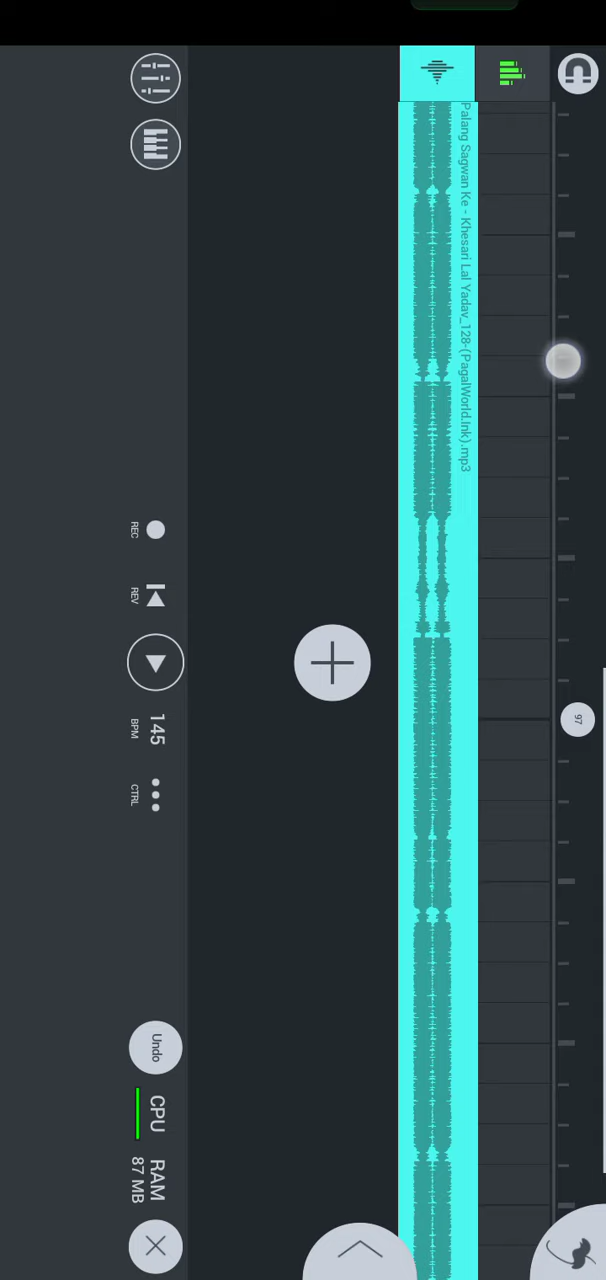 Palang Sagwan Ke - Khesari Lal Yadav_128-(PagalWorld.Ink).mp3
97
REC
REV
145
BPM
CTRL
Undo
CPU
RAM
87 MB